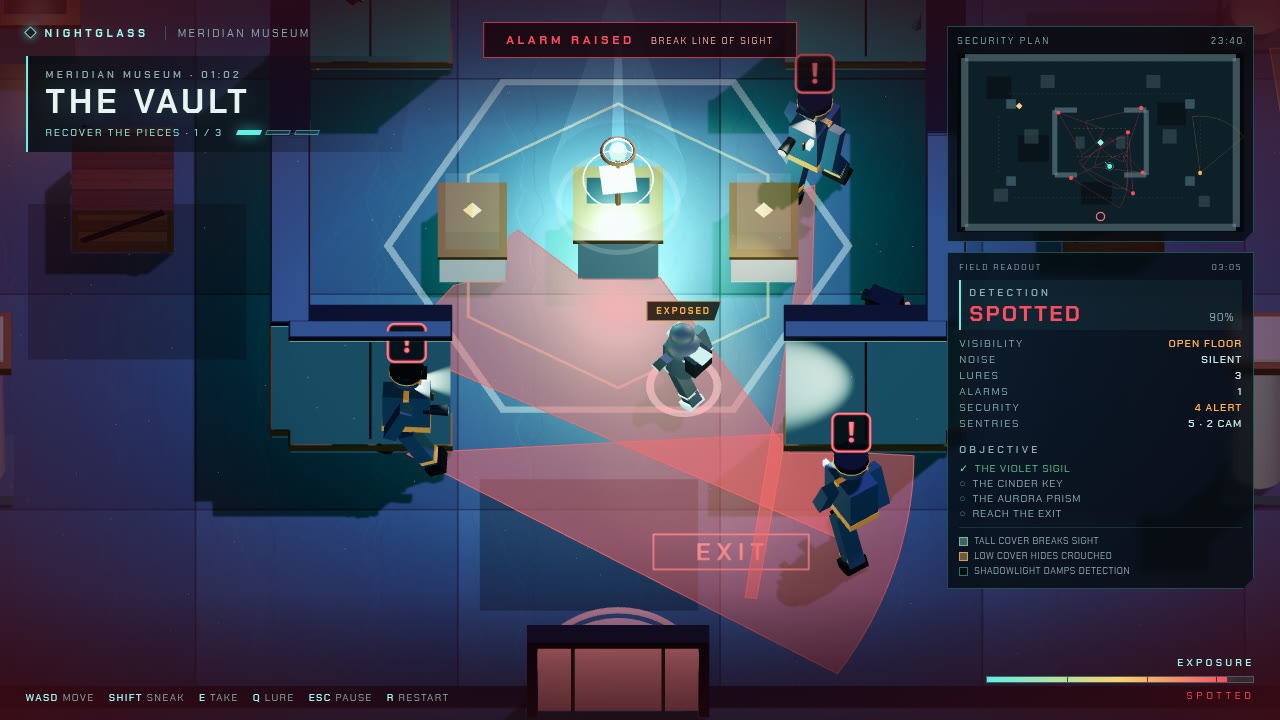 NIGHTGLASS MERIDIAN MUSEUM
MERIDIAN MUSEUM · 01:02
THE VAULT
RECOVER THE PIECES · 1 / 3
ALARM RAISED BREAK LINE OF SIGHT
!
!
!
EXPOSED
EXIT
SECURITY PLAN 23:40
FIELD READOUT 03:05
DETECTION
SPOTTED 90%
VISIBILITY OPEN FLOOR
NOISE SILENT
LURES 3
ALARMS 1
SECURITY 4 ALERT
SENTRIES 5 · 2 CAM
OBJECTIVE
✓ THE VIOLET SIGIL
○ THE CINDER KEY
○ THE AURORA PRISM
○ REACH THE EXIT
TALL COVER BREAKS SIGHT
LOW COVER HIDES CROUCHED
SHADOWLIGHT DAMPS DETECTION
EXPOSURE
SPOTTED
WASD MOVE SHIFT SNEAK E TAKE Q LURE ESC PAUSE R RESTART